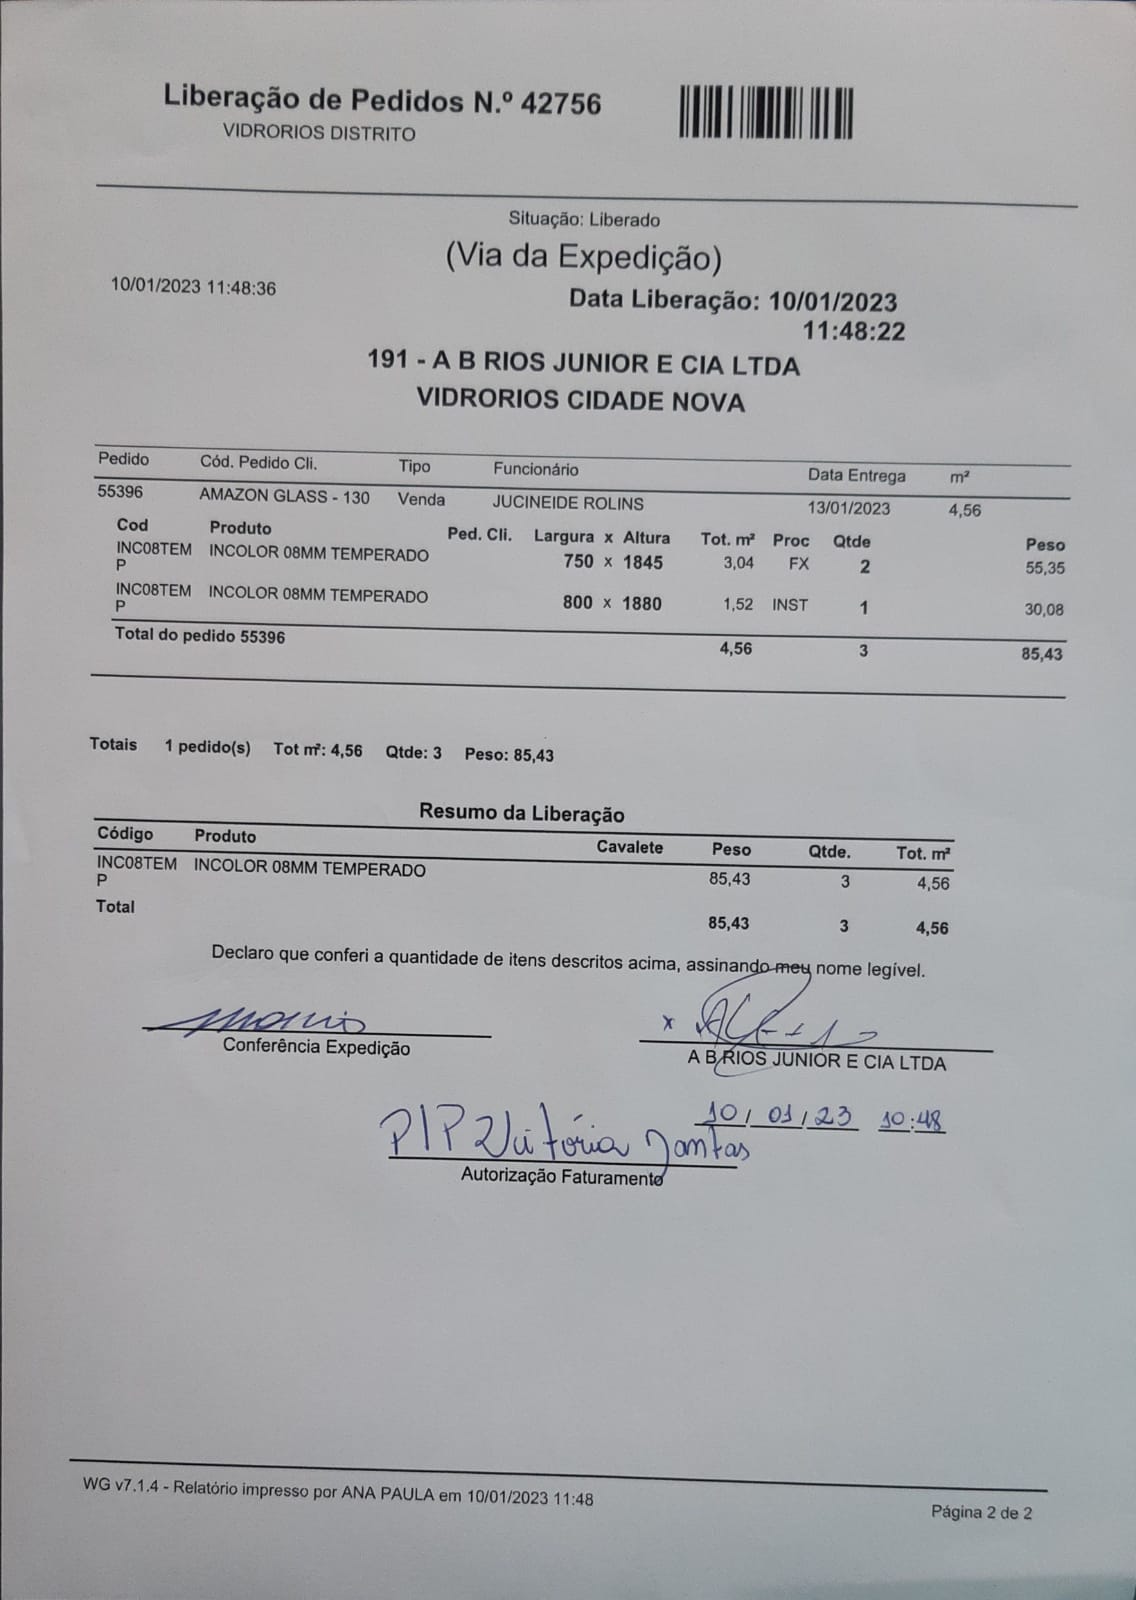 Liberação de Pedidos N.º 42756
VIDRORIOS DISTRITO
Situação: Liberado
(Via da Expedição)
10/01/2023 11:48:36
Data Liberação: 10/01/2023
11:48:22
191 - A B RIOS JUNIOR E CIA LTDA
VIDRORIOS CIDADE NOVA
Pedido Cód. Pedido Cli. Tipo Funcionário Data Entrega m²
55396 AMAZON GLASS - 130 Venda JUCINEIDE ROLINS 13/01/2023 4,56
Cod Produto Ped. Cli. Largura x Altura Tot. m² Proc Qtde Peso
INC08TEM INCOLOR 08MM TEMPERADO 750 x 1845 3,04 FX 2 55,35
P
INC08TEM INCOLOR 08MM TEMPERADO 800 x 1880 1,52 INST 1 30,08
P
Total do pedido 55396 4,56 3 85,43
Totais 1 pedido(s) Tot m²: 4,56 Qtde: 3 Peso: 85,43
Resumo da Liberação
Código Produto Cavalete Peso Qtde. Tot. m²
INC08TEM INCOLOR 08MM TEMPERADO 85,43 3 4,56
P
Total 85,43 3 4,56
Declaro que conferi a quantidade de itens descritos acima, assinando meu nome legível.
x
Conferência Expedição
A B RIOS JUNIOR E CIA LTDA
10/01/23 10:48
P/P Vitória Santas
Autorização Faturamento
WG v7.1.4 - Relatório impresso por ANA PAULA em 10/01/2023 11:48
Página 2 de 2